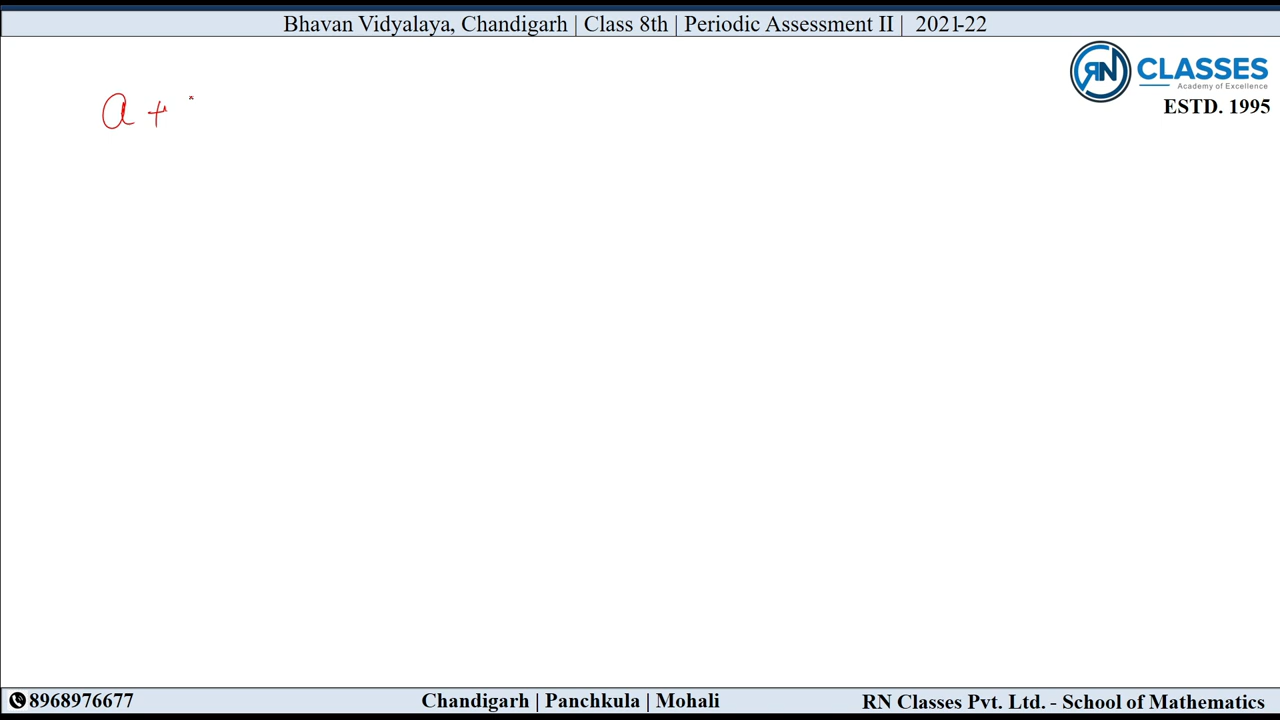 Bhavan Vidyalaya, Chandigarh | Class 8th | Periodic Assessment II | 2021-22
RN CLASSES
Academy of Excellence
ESTD. 1995
a +
8968976677
Chandigarh | Panchkula | Mohali
RN Classes Pvt. Ltd. - School of Mathematics